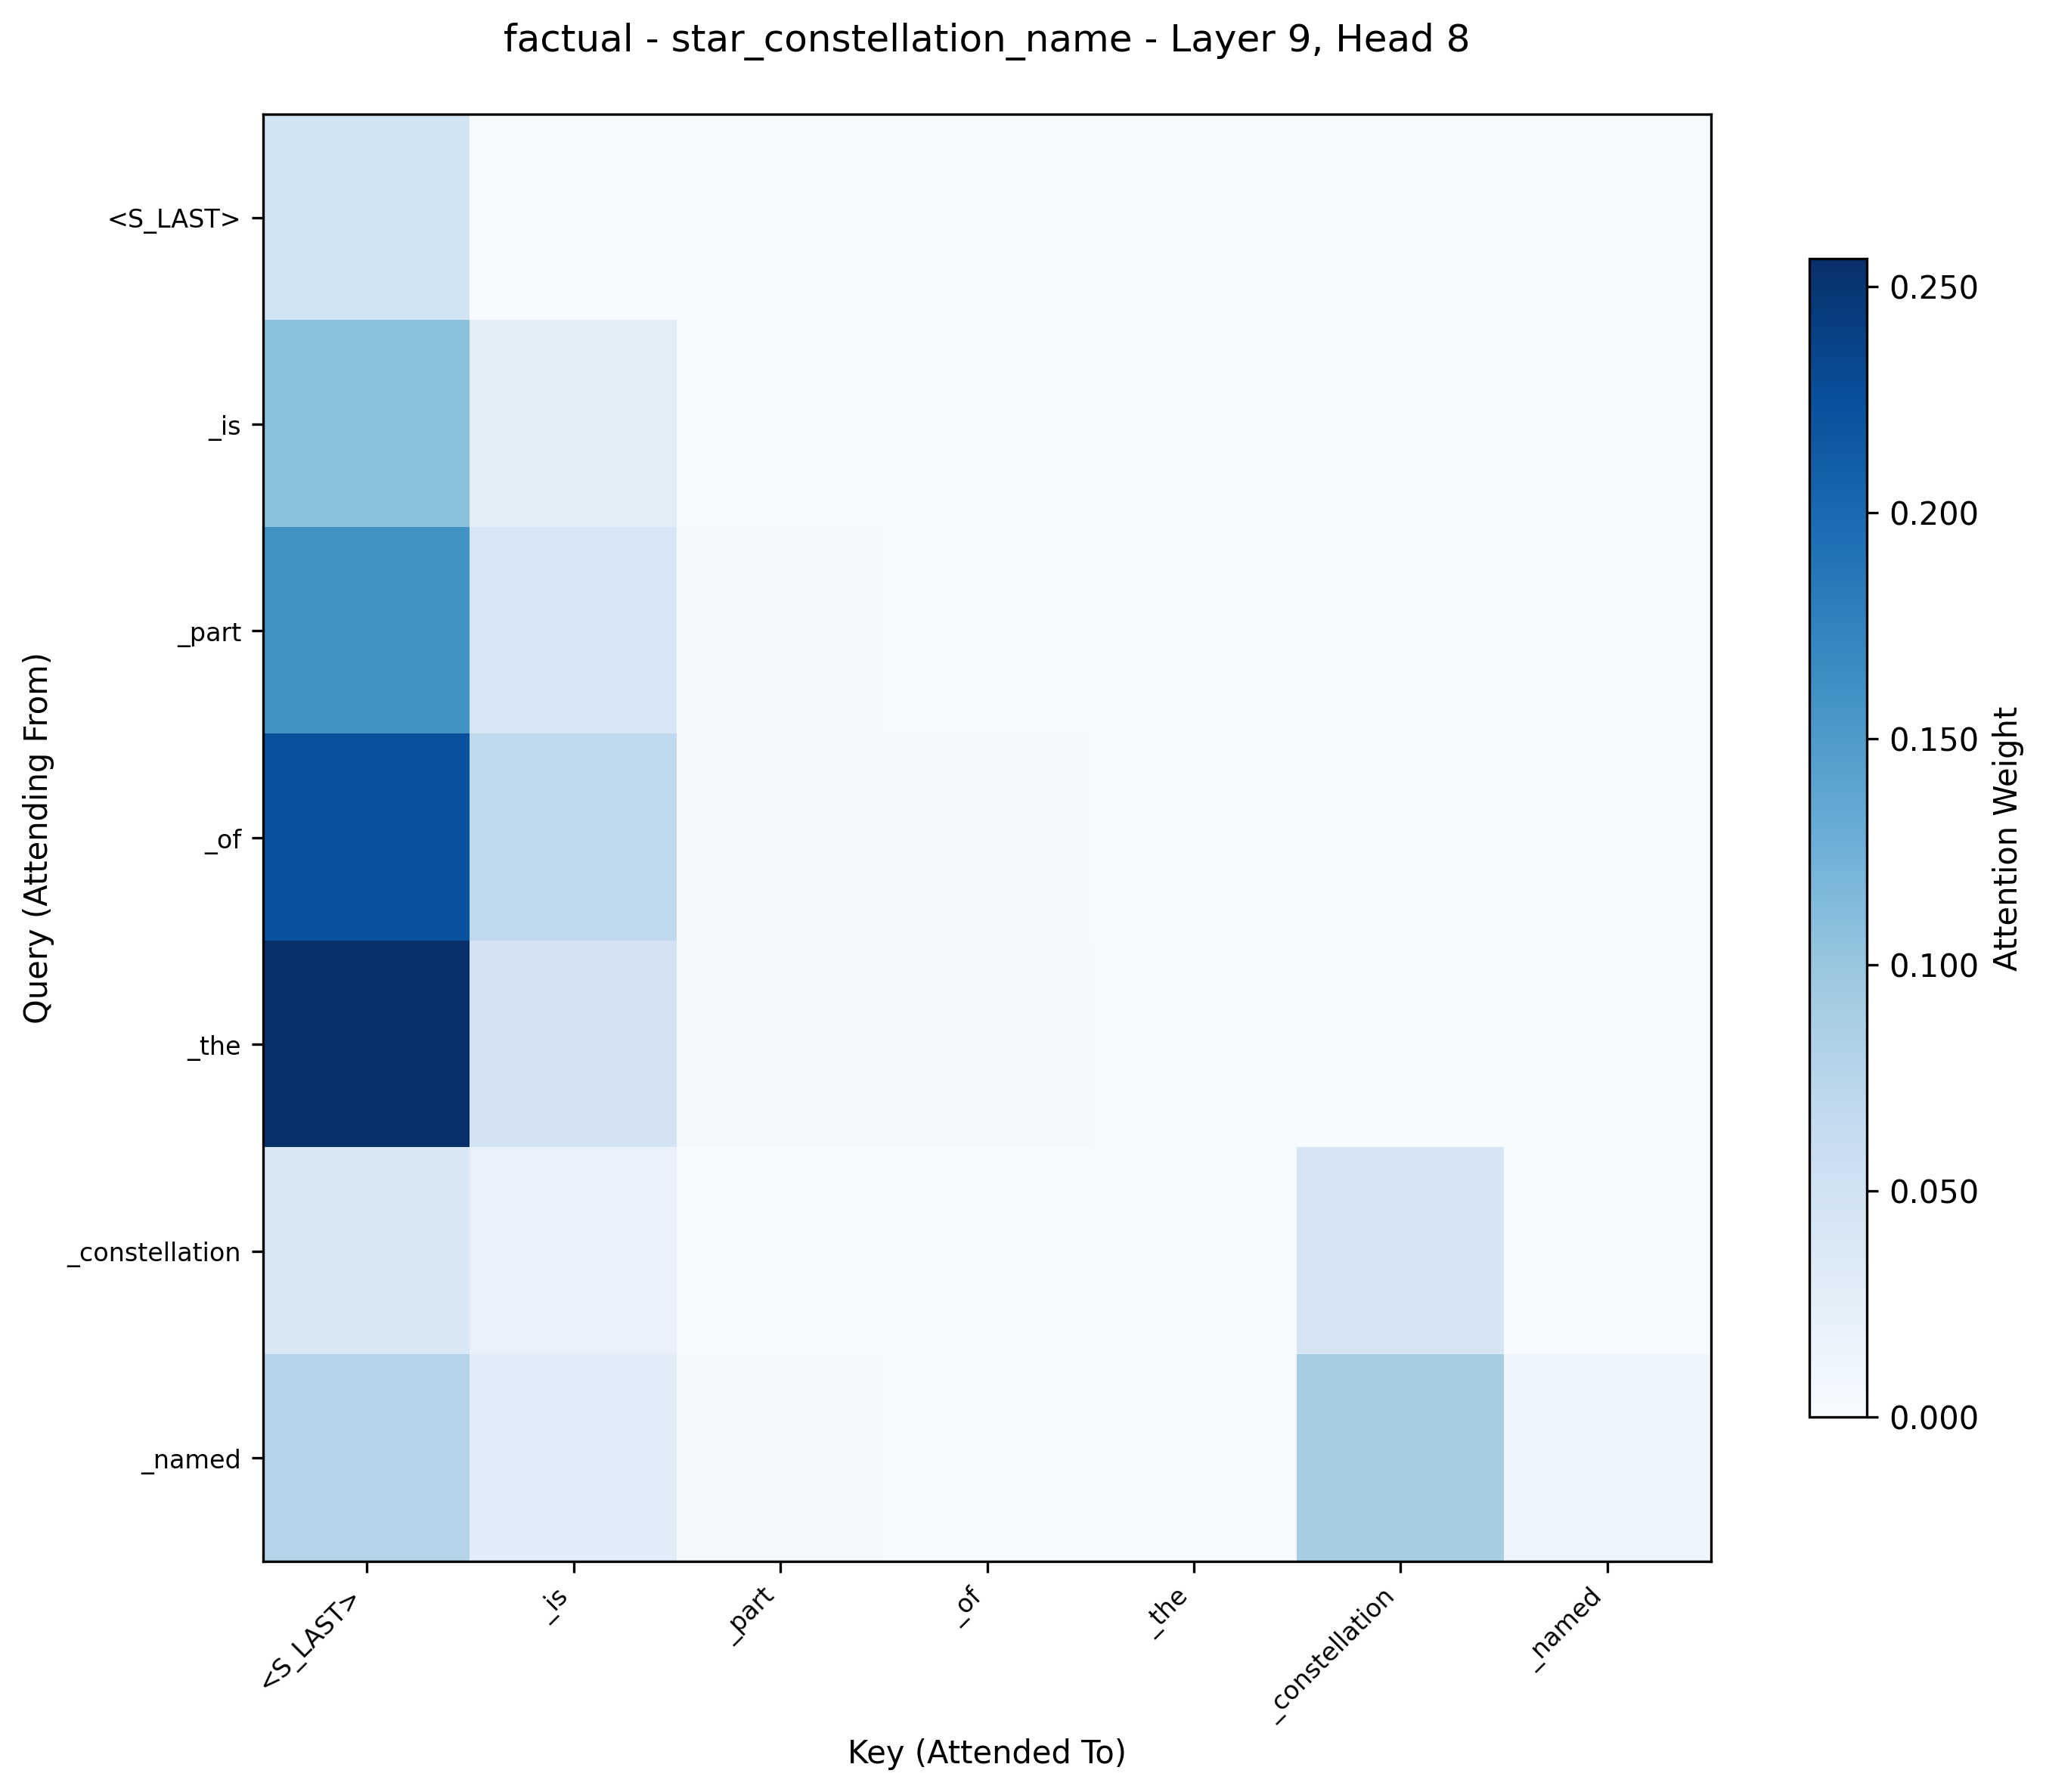 factual - star_constellation_name - Layer 9, Head 8
Query (Attending From)
<S_LAST>
_is
_part
_of
_the
_constellation
_named
<S_LAST>
_is
_part
_of
_the
_constellation
_named
Key (Attended To)
0.250
0.200
0.150
0.100
0.050
0.000
Attention Weight